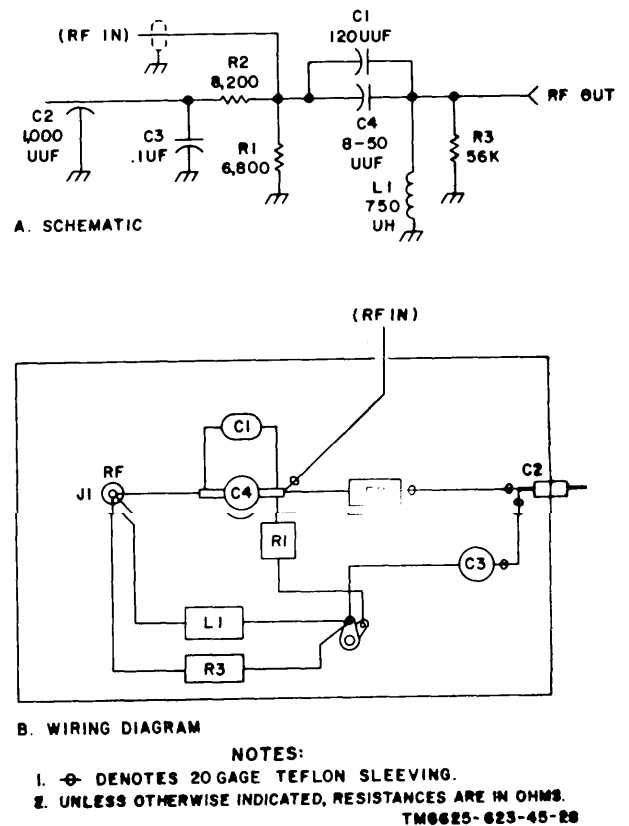 (RF IN)
C1
120UUF
R2
8,200
C2
1,000
UUF
C3
.1UF
R1
6,800
C4
8-50
UUF
L1
750
UH
R3
56K
RF OUT
A. SCHEMATIC
(RF IN)
C1
RF
J1
C4
C2
R1
C3
L1
R3
B. WIRING DIAGRAM
NOTES:
1. DENOTES 20 GAGE TEFLON SLEEVING.
2. UNLESS OTHERWISE INDICATED, RESISTANCES ARE IN OHMS.
TM6625-623-45-28